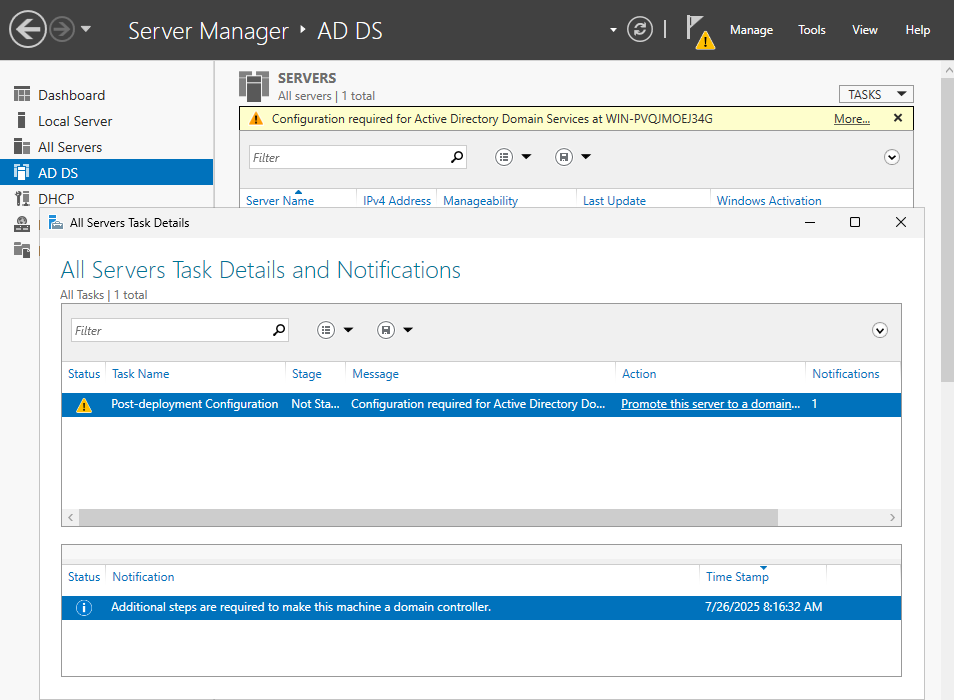 Server Manager ‣ AD DS
Manage Tools View Help
Dashboard
Local Server
All Servers
AD DS
DHCP
SERVERS
All servers | 1 total
TASKS
Configuration required for Active Directory Domain Services at WIN-PVQJMOEJ34G More...
Filter
Server Name IPv4 Address Manageability Last Update Windows Activation
All Servers Task Details
All Servers Task Details and Notifications
All Tasks | 1 total
Filter
Status Task Name Stage Message Action Notifications
Post-deployment Configuration Not Sta... Configuration required for Active Directory Do... Promote this server to a domain... 1
Status Notification Time Stamp
Additional steps are required to make this machine a domain controller. 7/26/2025 8:16:32 AM